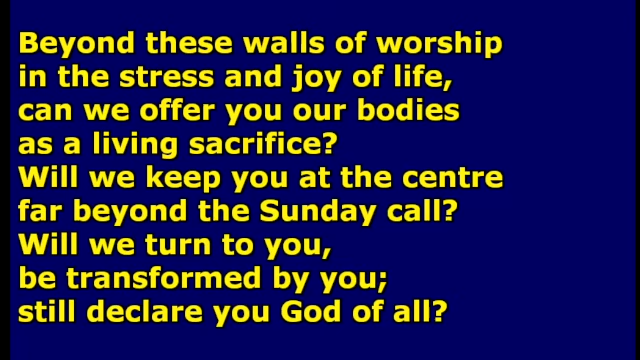 Beyond these walls of worship
in the stress and joy of life,
can we offer you our bodies
as a living sacrifice?
Will we keep you at the centre
far beyond the Sunday call?
Will we turn to you,
be transformed by you;
still declare you God of all?